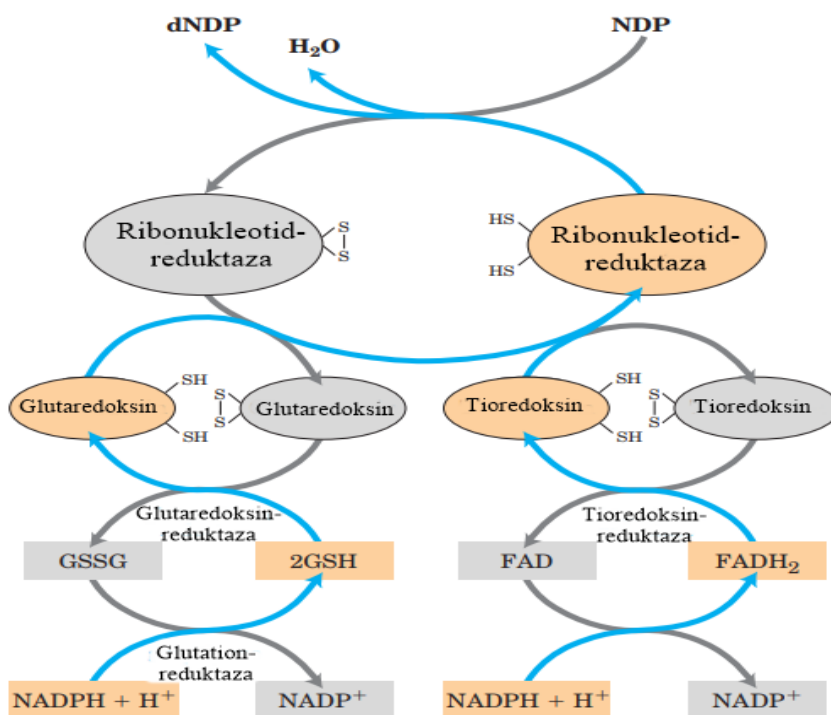 dNDP
H₂O
NDP
Ribonukleotid-
reduktaza
S
S
HS
HS
Ribonukleotid-
reduktaza
Glutaredoksin
SH
SH
S
S
Glutaredoksin
Tioredoksin
SH
SH
S
S
Tioredoksin
Glutaredoksin-
reduktaza
Tioredoksin-
reduktaza
GSSG
2GSH
FAD
FADH₂
Glutation-
reduktaza
NADPH + H⁺
NADP⁺
NADPH + H⁺
NADP⁺